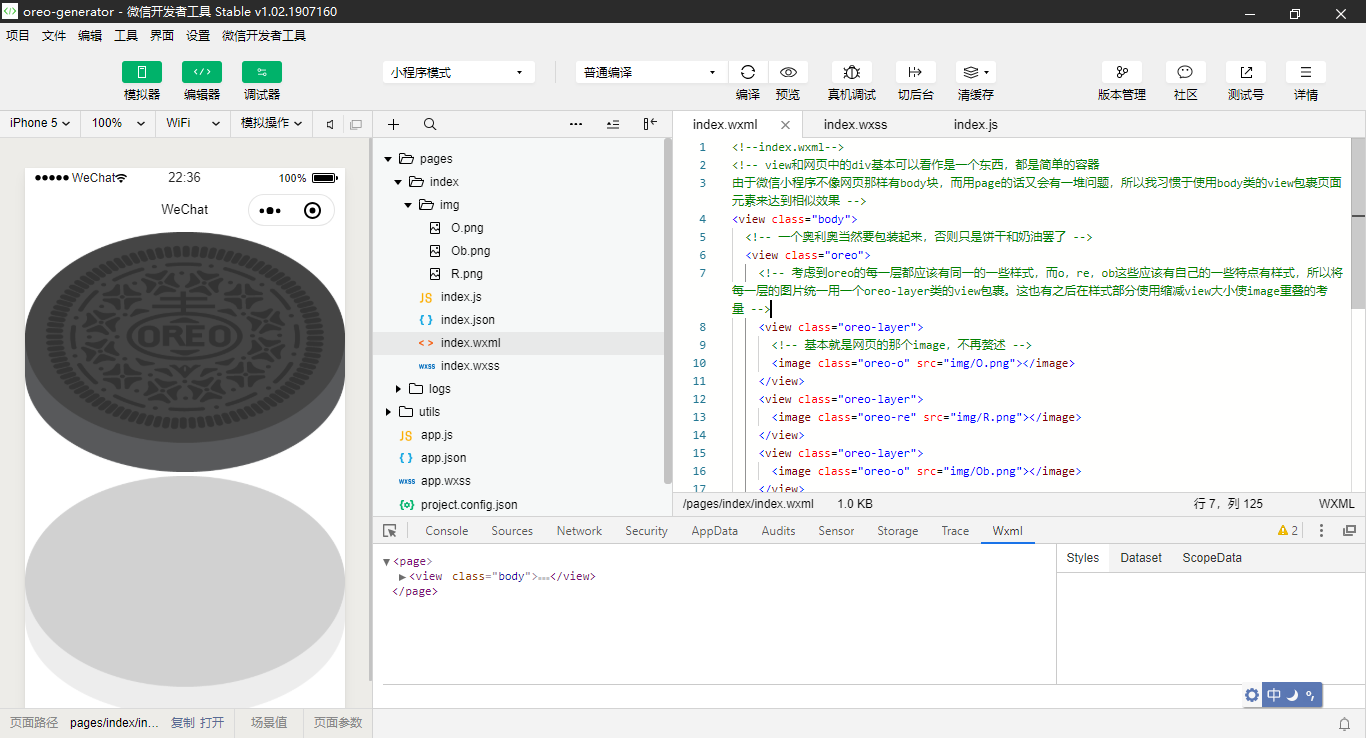 oreo-generator - 微信开发者工具 Stable v1.02.1907160
项目 文件 编辑 工具 界面 设置 微信开发者工具
模拟器 编辑器 调试器
小程序模式 普通编译
编译 预览 真机调试 切后台 清缓存
版本管理 社区 测试号 详情
iPhone 5 100% WiFi 模拟操作
WeChat 22:36 100%
WeChat
OREO
pages
index
img
O.png
Ob.png
R.png
JS index.js
{ } index.json
< > index.wxml
wxss index.wxss
logs
utils
JS app.js
{ } app.json
wxss app.wxss
{o} project.config.json
index.wxml index.wxss index.js
1 <!--index.wxml-->
2 <!-- view和网页中的div基本可以看作是一个东西，都是简单的容器
3 由于微信小程序不像网页那样有body块，而用page的话又会有一堆问题，所以我习惯于使用body类的view包裹页面
元素来达到相似效果 -->
4 <view class="body">
5 <!-- 一个奥利奥当然要包装起来，否则只是饼干和奶油罢了 -->
6 <view class="oreo">
7 <!-- 考虑到oreo的每一层都应该有同一的一些样式，而o，re，ob这些应该有自己的一些特点有样式，所以将
每一层的图片统一用一个oreo-layer类的view包裹。这也有之后在样式部分使用缩减view大小使image重叠的考
量 -->
8 <view class="oreo-layer">
9 <!-- 基本就是网页的那个image，不再赘述 -->
10 <image class="oreo-o" src="img/O.png"></image>
11 </view>
12 <view class="oreo-layer">
13 <image class="oreo-re" src="img/R.png"></image>
14 </view>
15 <view class="oreo-layer">
16 <image class="oreo-o" src="img/Ob.png"></image>
17 </view>
/pages/index/index.wxml 1.0 KB 行 7，列 125 WXML
Console Sources Network Security AppData Audits Sensor Storage Trace Wxml 2
<page>
<view class="body">…</view>
</page>
Styles Dataset ScopeData
中
页面路径 pages/index/in... 复制 打开 场景值 页面参数